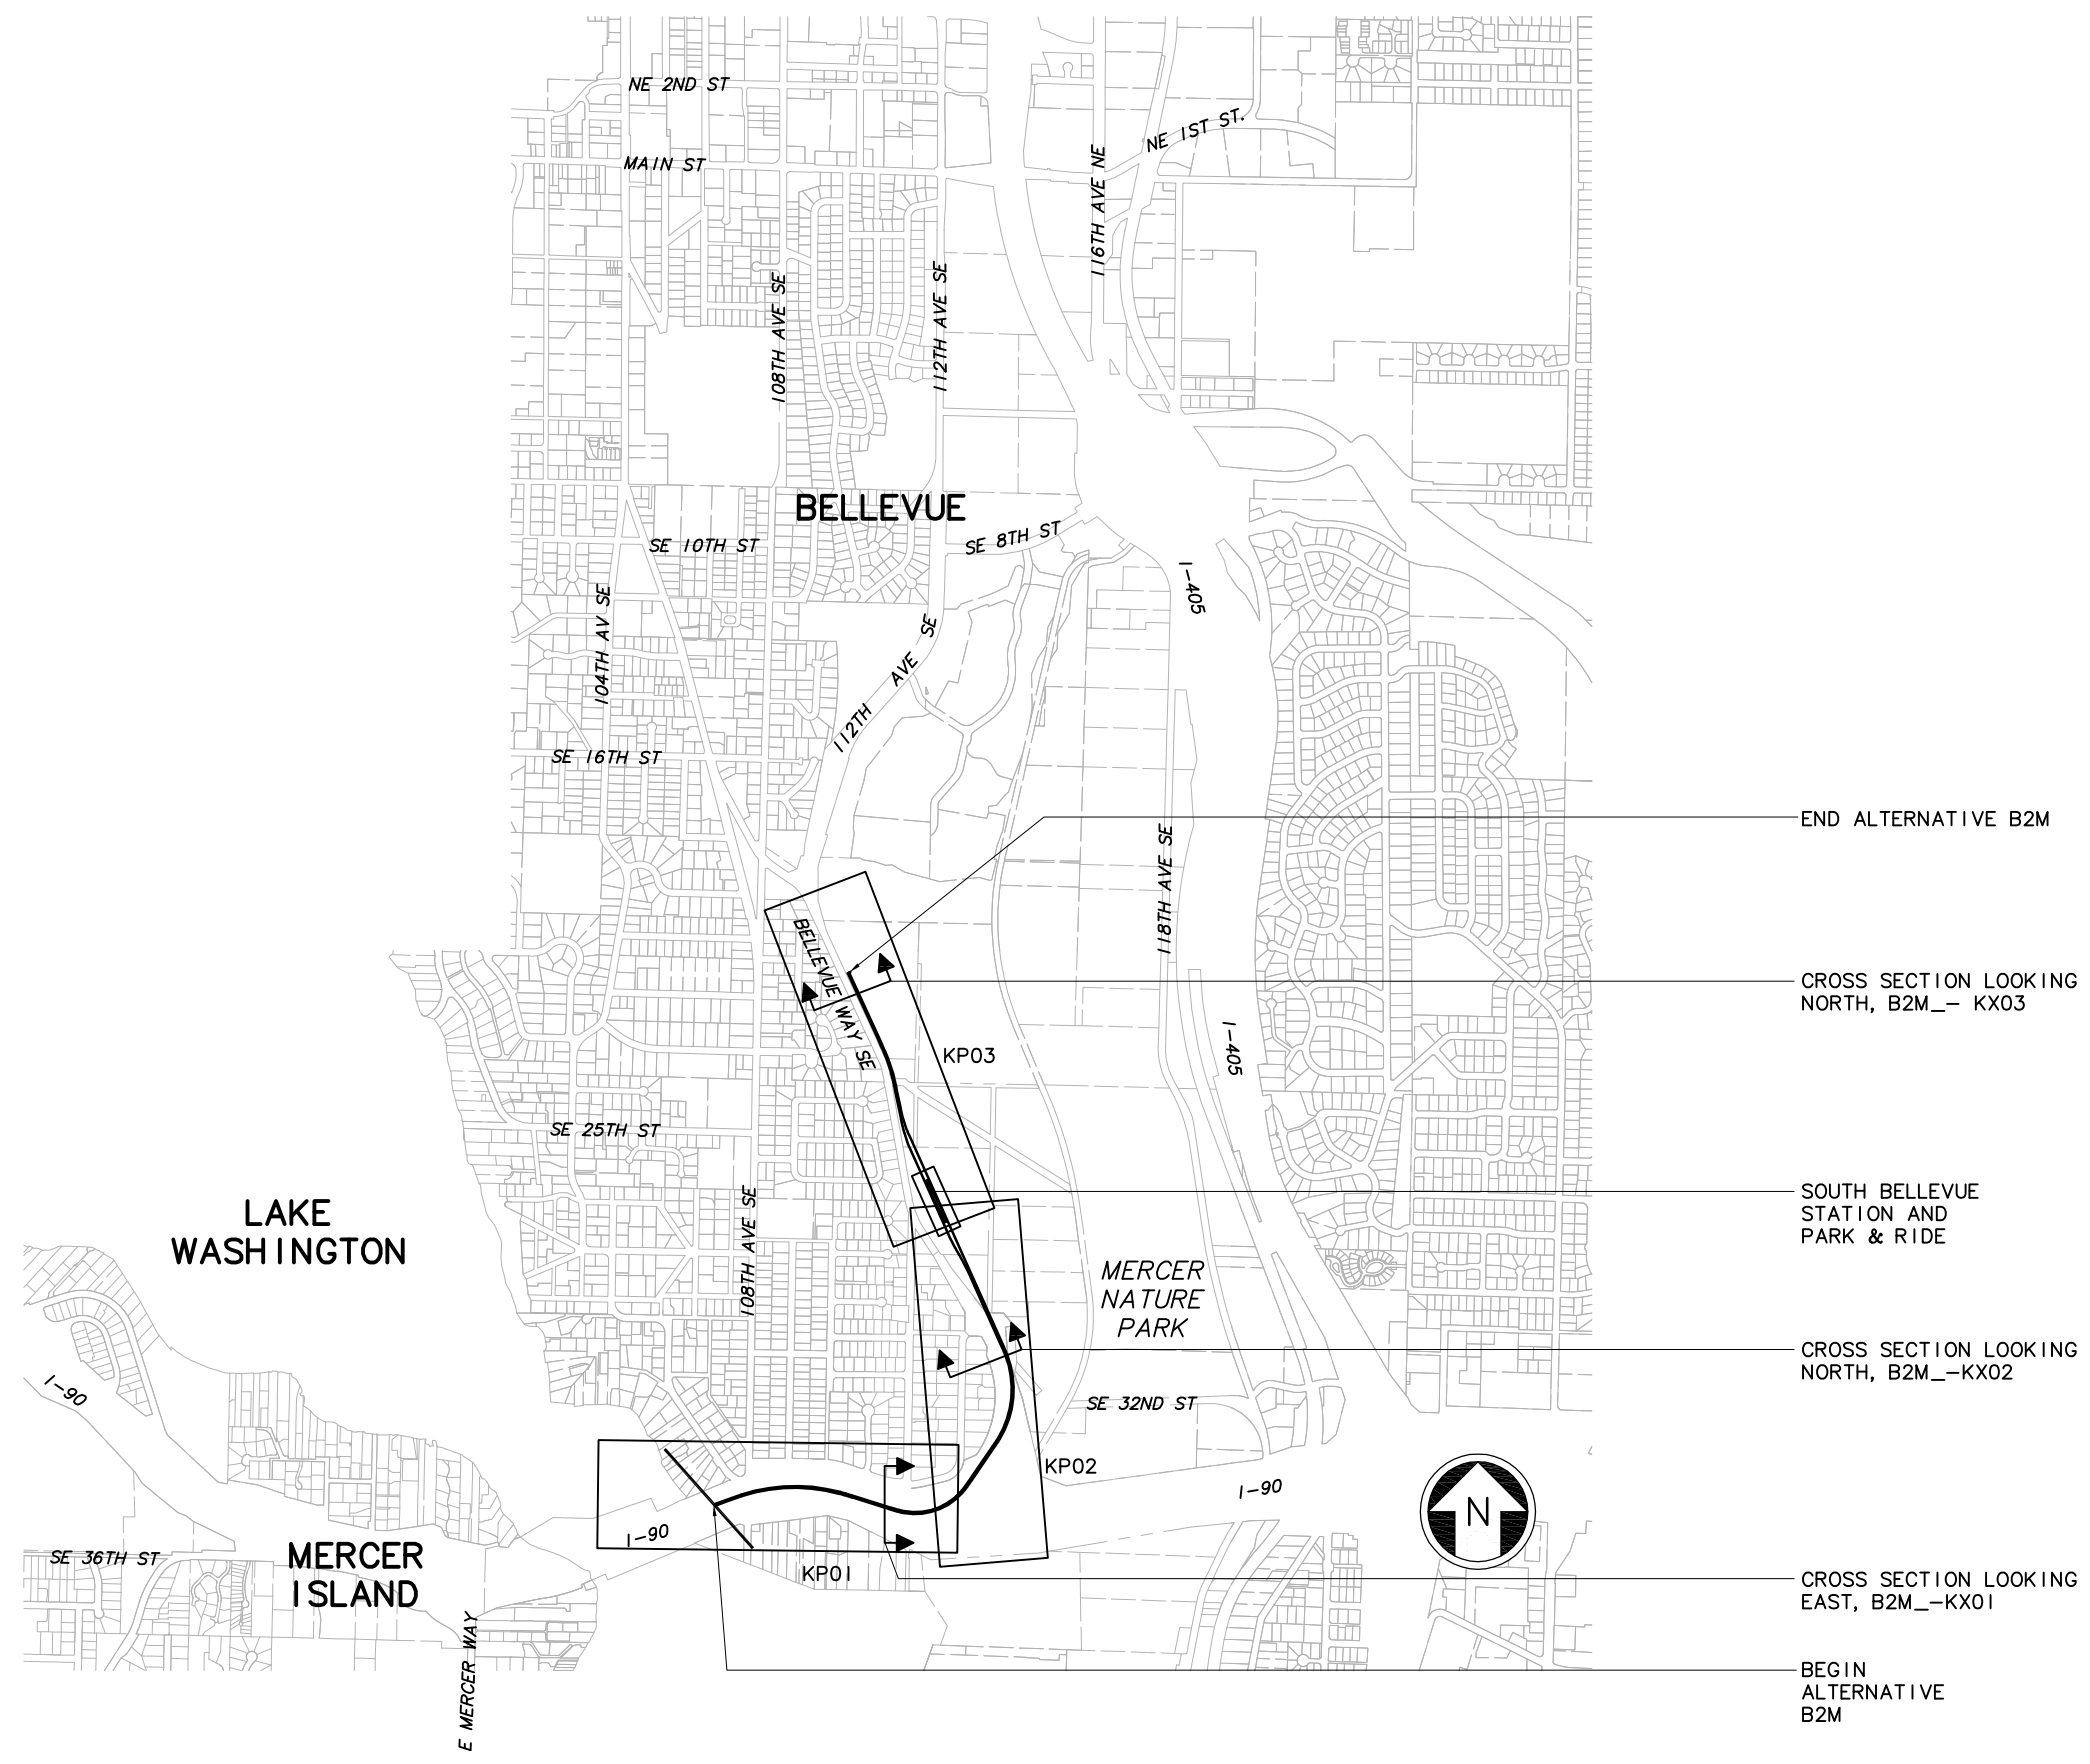 NE 2ND ST
MAIN ST
NE 1ST ST.
116TH AVE NE
108TH AVE SE
112TH AVE SE
BELLEVUE
SE 8TH ST
SE 10TH ST
I-405
104TH AV SE
112TH AVE SE
SE 16TH ST
END ALTERNATIVE B2M
118TH AVE SE
BELLEVUE WAY SE
CROSS SECTION LOOKING
NORTH, B2M_- KX03
I-405
KP03
SE 25TH ST
SOUTH BELLEVUE
STATION AND
PARK & RIDE
108TH AVE SE
LAKE
WASHINGTON
MERCER
NATURE
PARK
CROSS SECTION LOOKING
NORTH, B2M_-KX02
I-90
SE 32ND ST
KP02
I-90
N
I-90
SE 36TH ST
MERCER
ISLAND
KP01
CROSS SECTION LOOKING
EAST, B2M_-KX01
E MERCER WAY
BEGIN
ALTERNATIVE
B2M